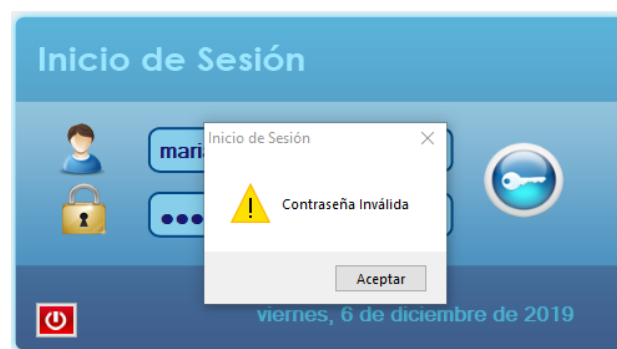 Inicio de Sesión
Inicio de Sesión
Contraseña Inválida
Aceptar
viernes, 6 de diciembre de 2019